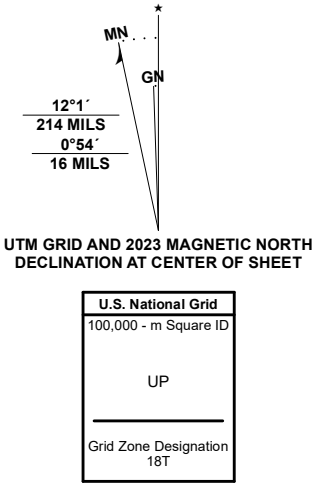 ★
MN
GN
12°1´
214 MILS
0°54´
16 MILS
UTM GRID AND 2023 MAGNETIC NORTH
DECLINATION AT CENTER OF SHEET
U.S. National Grid
100,000 - m Square ID
UP
Grid Zone Designation
18T